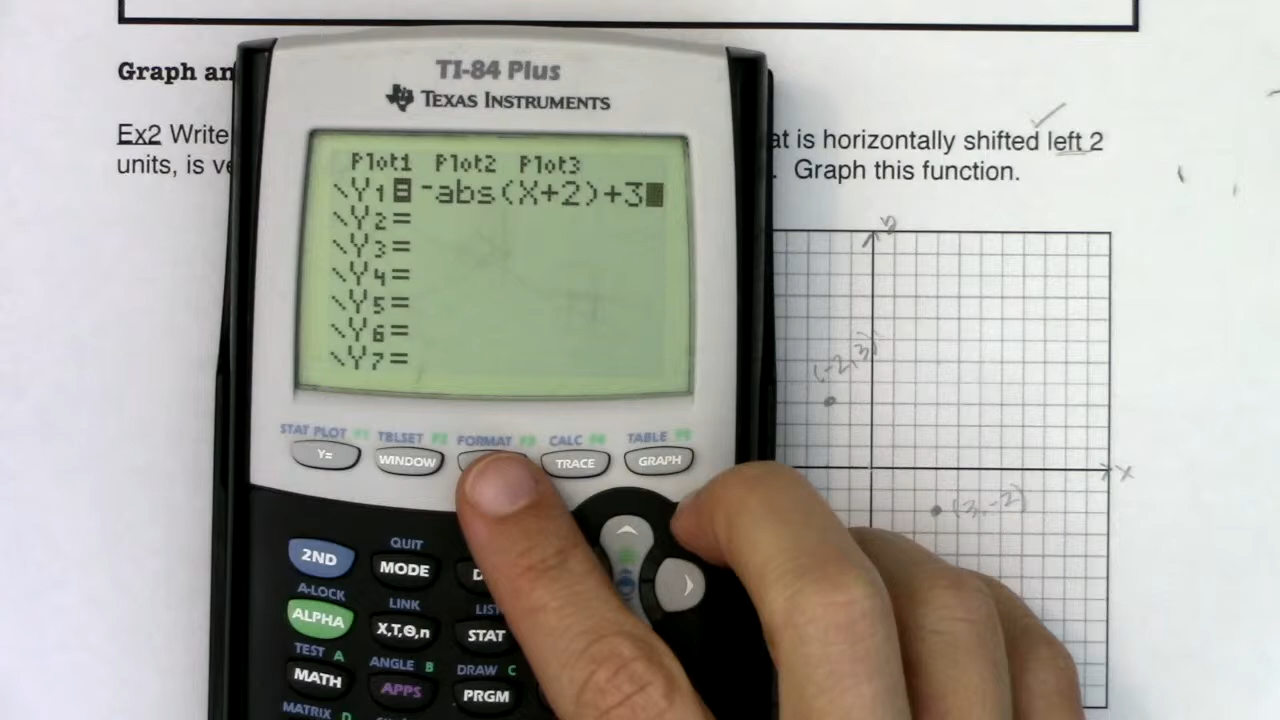 Graph an
Ex2 Write at is horizontally shifted left 2
units, is ve . Graph this function.
TI-84 Plus
TEXAS INSTRUMENTS
Plot1 Plot2 Plot3
\Y1=-abs(X+2)+3
\Y2=
\Y3=
\Y4=
\Y5=
\Y6=
\Y7=
STAT PLOT F1 TBLSET F2 FORMAT F3 CALC F4 TABLE F5
Y= WINDOW TRACE GRAPH
QUIT
2ND MODE D
A-LOCK LINK LIS
ALPHA X,T,Θ,n STAT
TEST A ANGLE B DRAW C
MATH APPS PRGM
MATRIX D
y
(-2,3)
x
(3,-2)